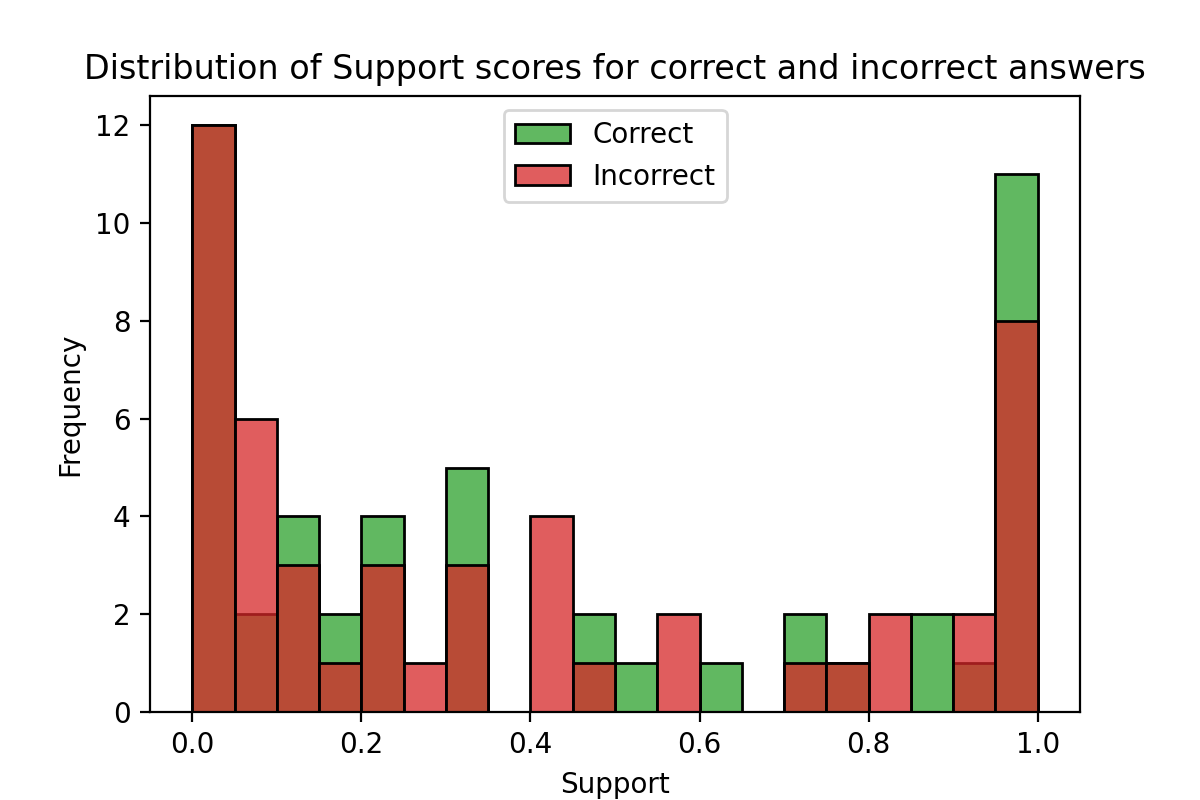 Distribution of Support scores for correct and incorrect answers
Correct
Incorrect
12
10
8
6
4
2
0
Frequency
0.0 0.2 0.4 0.6 0.8 1.0
Support